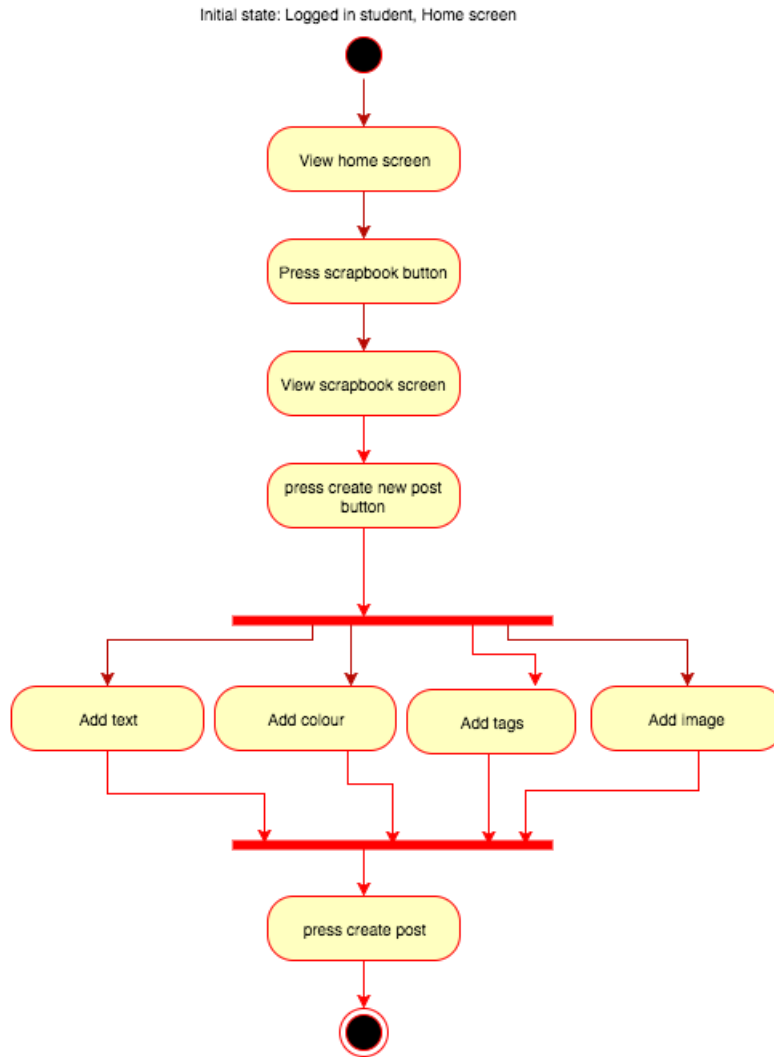 Initial state: Logged in student, Home screen
View home screen
Press scrapbook button
View scrapbook screen
press create new post
button
Add text
Add colour
Add tags
Add image
press create post